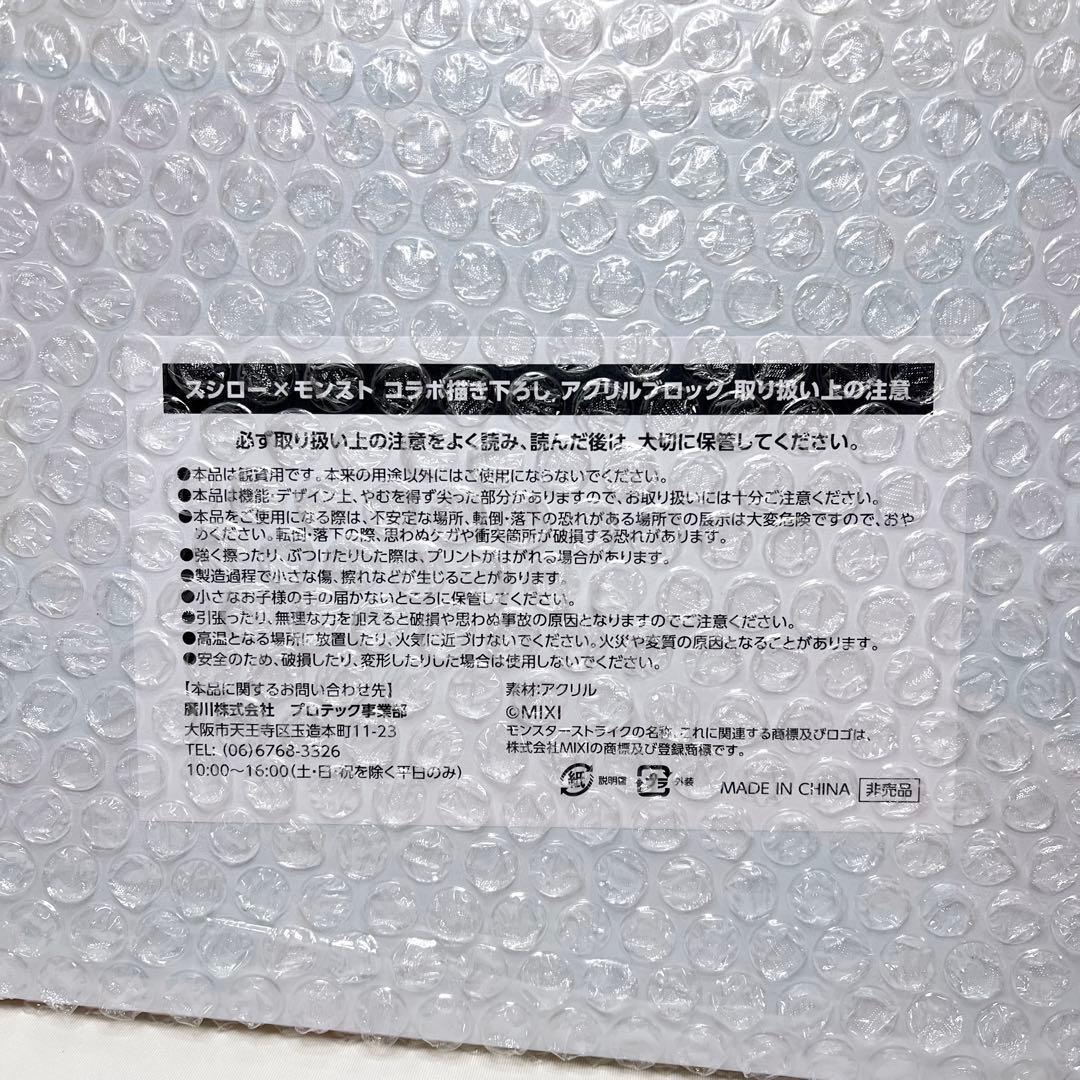 スシロー×モンスト コラボ描き下ろし アクリルブロック 取り扱い上の注意
必ず取り扱い上の注意をよく読み、読んだ後は 大切に保管してください。
●本品は観賞用です。本来の用途以外にはご使用にならないでください。
●本品は機能・デザイン上、やむを得ず尖った部分がありますので、お取り扱いには十分ご注意ください。
●本品をご使用になる際は、不安定な場所、転倒・落下の恐れがある場所での展示は大変危険ですので、おや
めください。転倒・落下の際、思わぬケガや衝突箇所が破損する恐れがあります。
●強く擦ったり、ぶつけたりした際は、プリントがはがれる場合があります。
●製造過程で小さな傷、擦れなどが生じることがあります。
●小さなお子様の手の届かないところに保管してください。
●引張ったり、無理な力を加えると破損や思わぬ事故の原因となりますのでご注意ください。
●高温となる場所に放置したり、火気に近づけないでください。火災や変質の原因となることがあります。
●安全のため、破損したり、変形したりした場合は使用しないでください。
【本品に関するお問い合わせ先】
廣川株式会社 プロテック事業部
大阪市天王寺区玉造本町11-23
TEL: (06)6768-3326
10:00〜16:00(土・日・祝を除く平日のみ)
素材:アクリル
©MIXI
モンスターストライクの名称、これに関連する商標及びロゴは、
株式会社MIXIの商標及び登録商標です。
紙 説明書 プラ 外装 MADE IN CHINA 非売品